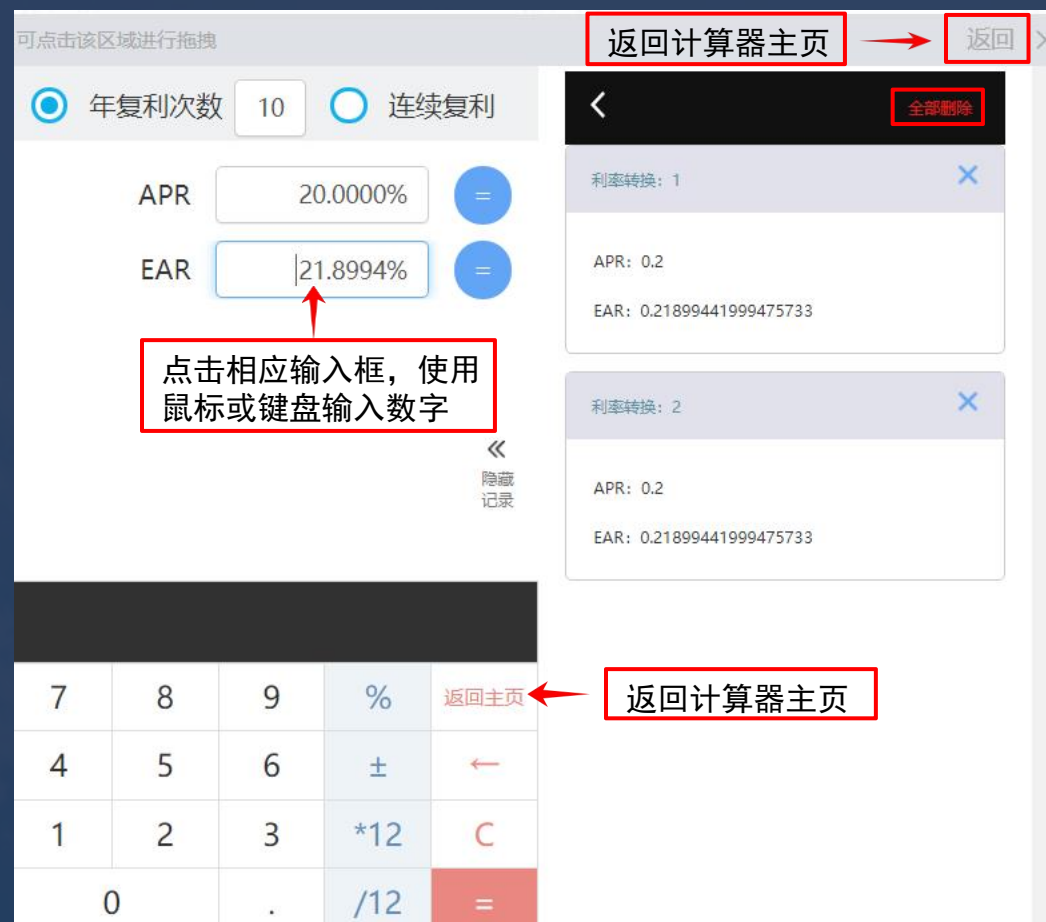 可点击该区域进行拖拽
返回计算器主页
返回
年复利次数 10 连续复利
全部删除
APR 20.0000% =
EAR 21.8994% =
点击相应输入框，使用
鼠标或键盘输入数字
隐藏
记录
利率转换：1
APR：0.2
EAR：0.21899441999475733
利率转换：2
APR：0.2
EAR：0.21899441999475733
7 8 9 % 返回主页
返回计算器主页
4 5 6 ± ←
1 2 3 *12 C
0 . /12 =